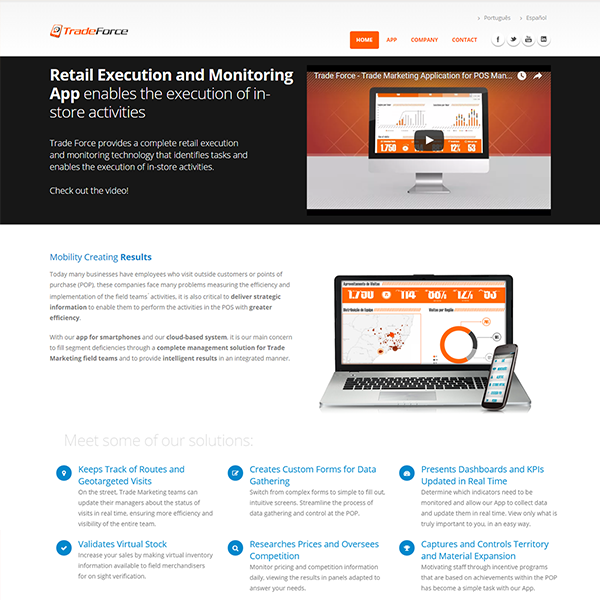 Português
Español
TradeForce
HOME
APP
COMPANY
CONTACT
Retail Execution and Monitoring
App enables the execution of in-
store activities
Trade Force provides a complete retail execution
and monitoring technology that identifies tasks and
enables the execution of in-store activities.
Check out the video!
Trade Force - Trade Marketing Application for POS Man...
1.750
12%
53
Mobility Creating Results
Today many businesses have employees who visit outside customers or points of
purchase (POP), these companies face many problems measuring the efficiency and
implementation of the field teams´ activities, it is also critical to deliver strategic
information to enable them to perform the activities in the POS with greater
efficiency.
With our app for smartphones and our cloud-based system, it is our main concern
to fill segment deficiencies through a complete management solution for Trade
Marketing field teams and to provide intelligent results in an integrated manner.
Distribuição de Equipe
Visitas por Região
Meet some of our solutions:
Keeps Track of Routes and
Geotargeted Visits
On the street, Trade Marketing teams can
update their managers about the status of
visits in real time, ensuring more efficiency and
visibility of the entire team.
Creates Custom Forms for Data
Gathering
Switch from complex forms to simple to fill out,
intuitive screens. Streamline the process of
data gathering and control at the POP.
Presents Dashboards and KPIs
Updated in Real Time
Determine which indicators need to be
monitored and allow our App to collect data
and update them in real time. View only what is
truly important to you, in an easy way.
Validates Virtual Stock
Increase your sales by making virtual inventory
information available to field merchandisers
for on sight verification.
Researches Prices and Oversees
Competition
Monitor pricing and competition information
daily, viewing the results in panels adapted to
answer your needs.
Captures and Controls Territory
and Material Expansion
Motivating staff through incentive programs
that are based on achievements within the POP
has become a simple task with our App.